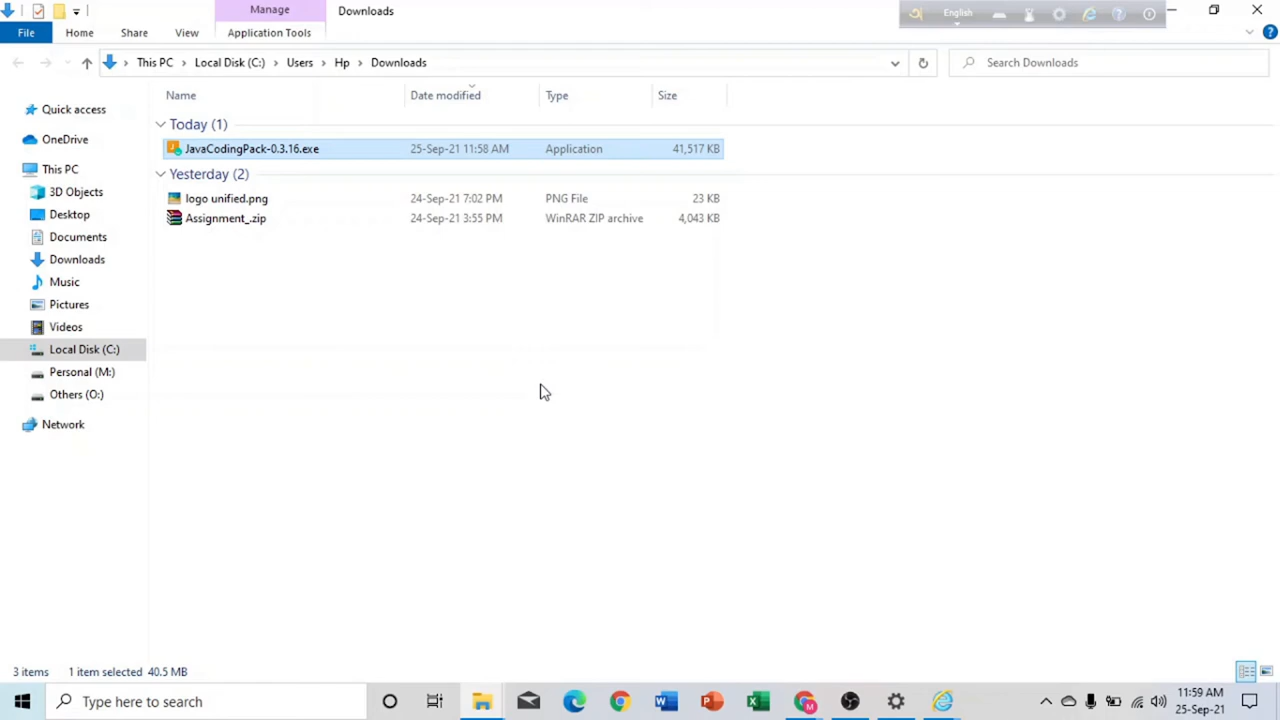 Manage
Downloads
English
File
Home
Share
View
Application Tools
This PC
Local Disk (C:)
Users
Hp
Downloads
Search Downloads
Name
Date modified
Type
Size
Quick access
OneDrive
This PC
3D Objects
Desktop
Documents
Downloads
Music
Pictures
Videos
Local Disk (C:)
Personal (M:)
Others (O:)
Network
Today (1)
JavaCodingPack-0.3.16.exe 25-Sep-21 11:58 AM Application 41,517 KB
Yesterday (2)
logo unified.png 24-Sep-21 7:02 PM PNG File 23 KB
Assignment_.zip 24-Sep-21 3:55 PM WinRAR ZIP archive 4,043 KB
3 items 1 item selected 40.5 MB
Type here to search
11:59 AM
25-Sep-21